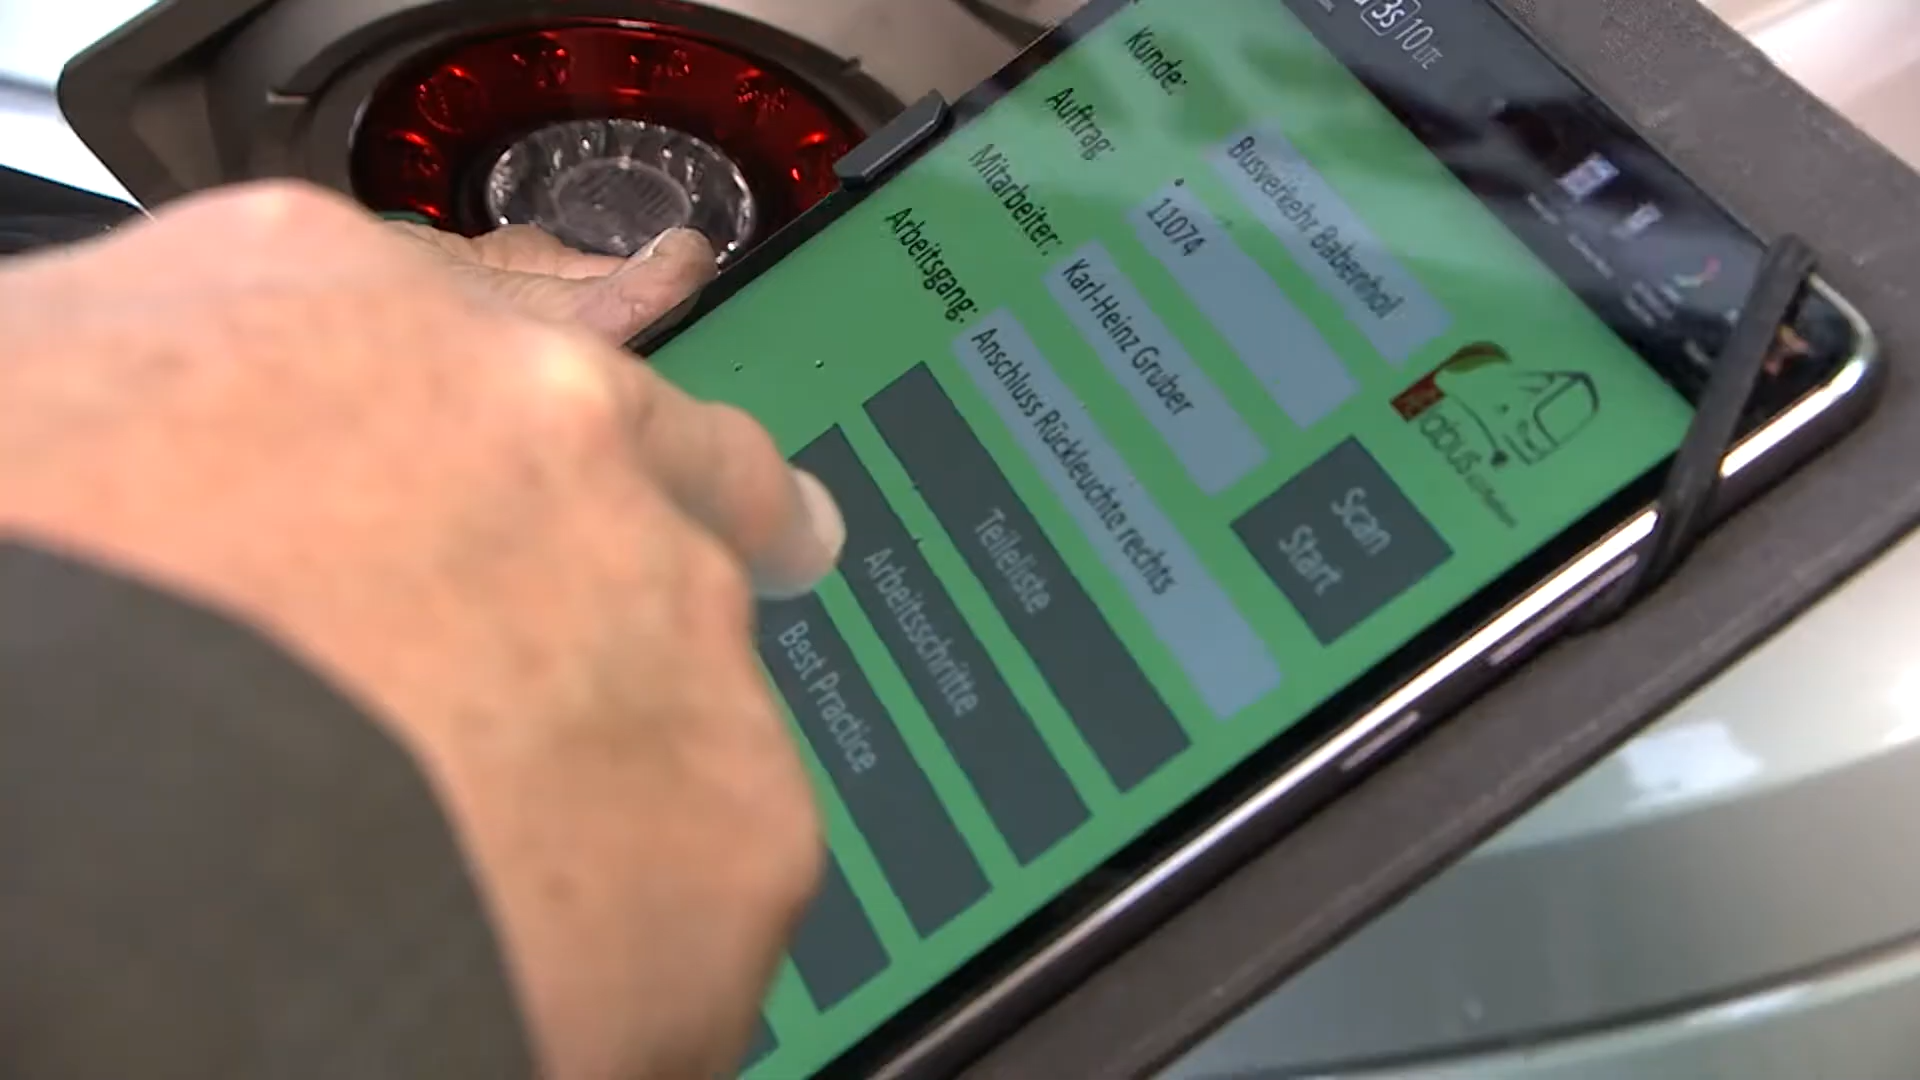 Kunde:
Busverkehr Babenhol
Auftrag:
11074
Mitarbeiter:
Karl-Heinz Gruber
Arbeitsgang:
Anschluss Rückleuchte rechts
Scan
Start
Teileliste
Arbeitsschritte
Best Practice